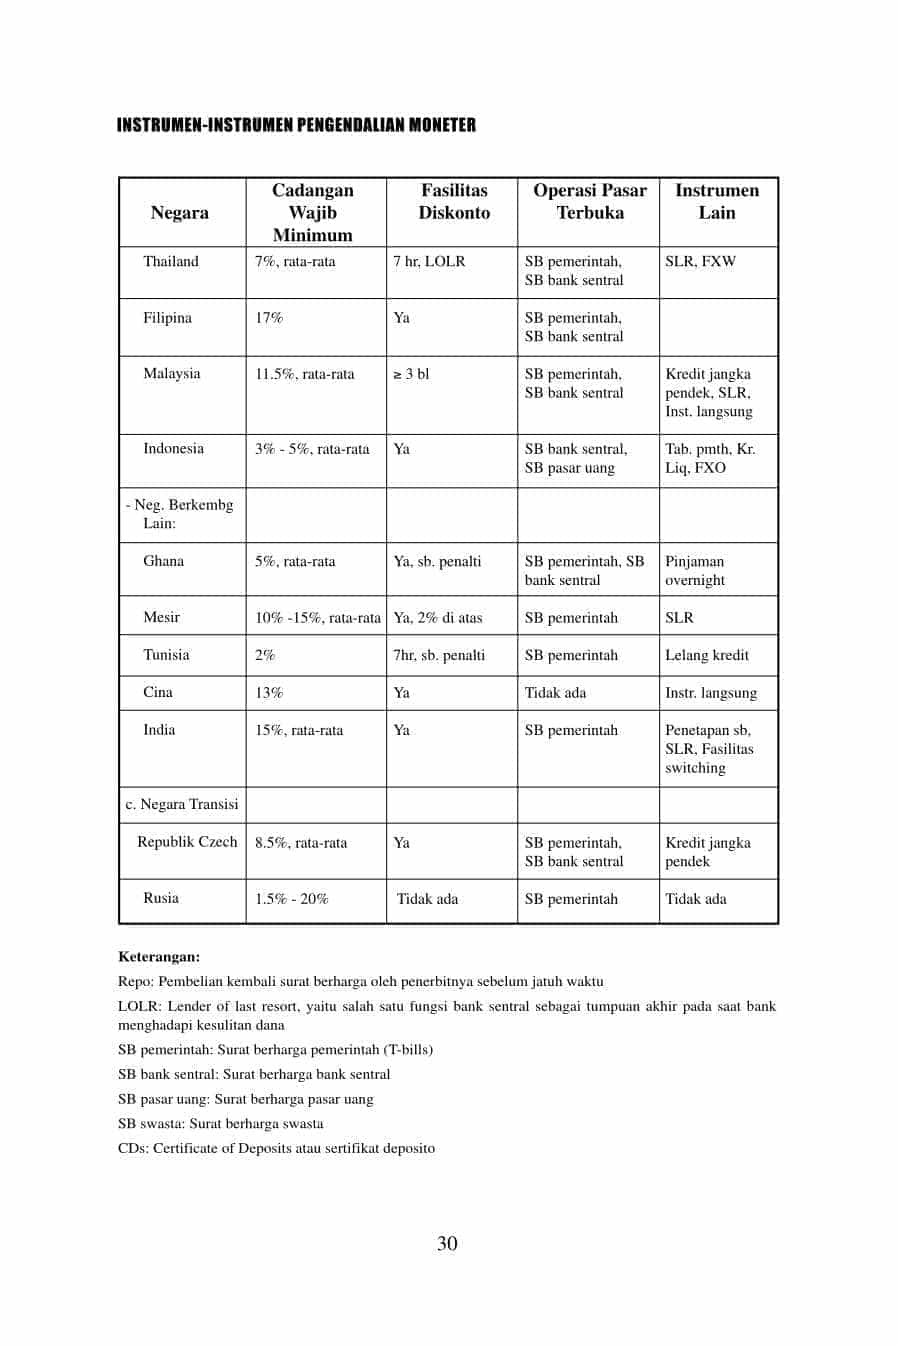 INSTRUMEN-INSTRUMEN PENGENDALIAN MONETER
Negara
Cadangan
Wajib
Minimum
Fasilitas
Diskonto
Operasi Pasar
Terbuka
Instrumen
Lain
Thailand
7%, rata-rata
7 hr, LOLR
SB pemerintah,
SB bank sentral
SLR, FXW
Filipina
17%
Ya
SB pemerintah,
SB bank sentral
Malaysia
11.5%, rata-rata
≥ 3 bl
SB pemerintah,
SB bank sentral
Kredit jangka
pendek, SLR,
Inst. langsung
Indonesia
3% - 5%, rata-rata
Ya
SB bank sentral,
SB pasar uang
Tab. pmth, Kr.
Liq, FXO
- Neg. Berkembg
Lain:
Ghana
5%, rata-rata
Ya, sb. penalti
SB pemerintah, SB
bank sentral
Pinjaman
overnight
Mesir
10% -15%, rata-rata
Ya, 2% di atas
SB pemerintah
SLR
Tunisia
2%
7hr, sb. penalti
SB pemerintah
Lelang kredit
Cina
13%
Ya
Tidak ada
Instr. langsung
India
15%, rata-rata
Ya
SB pemerintah
Penetapan sb,
SLR, Fasilitas
switching
c. Negara Transisi
Republik Czech
8.5%, rata-rata
Ya
SB pemerintah,
SB bank sentral
Kredit jangka
pendek
Rusia
1.5% - 20%
Tidak ada
SB pemerintah
Tidak ada
Keterangan:
Repo: Pembelian kembali surat berharga oleh penerbitnya sebelum jatuh waktu
LOLR: Lender of last resort, yaitu salah satu fungsi bank sentral sebagai tumpuan akhir pada saat bank
menghadapi kesulitan dana
SB pemerintah: Surat berharga pemerintah (T-bills)
SB bank sentral: Surat berharga bank sentral
SB pasar uang: Surat berharga pasar uang
SB swasta: Surat berharga swasta
CDs: Certificate of Deposits atau sertifikat deposito
30